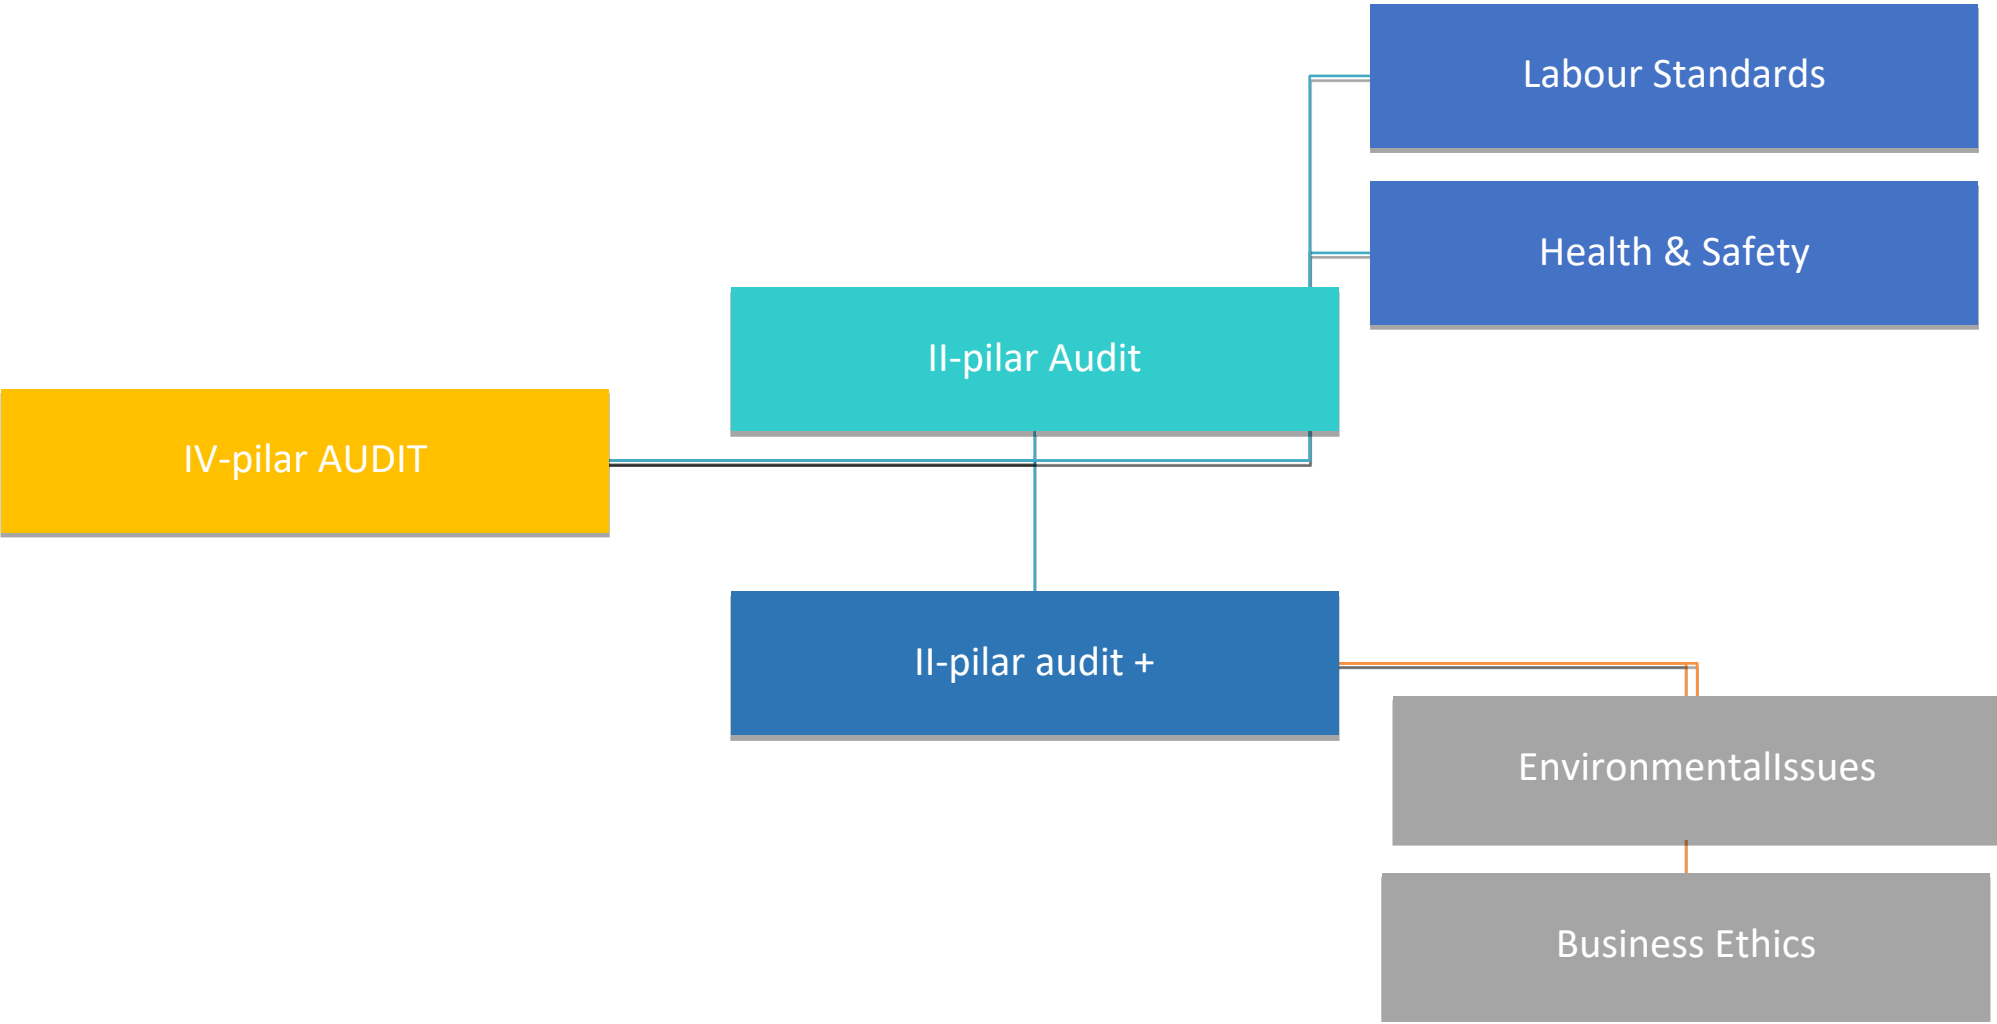 Labour Standards
Health & Safety
II-pilar Audit
IV-pilar AUDIT
II-pilar audit +
EnvironmentalIssues
Business Ethics